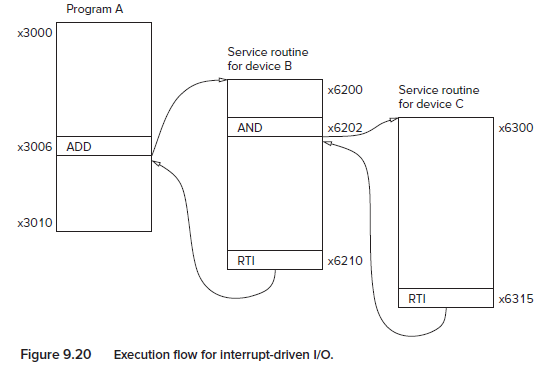 Program A
x3000
x3006 ADD
x3010
Service routine
for device B
x6200
AND x6202
RTI x6210
Service routine
for device C
x6300
RTI x6315
Figure 9.20 Execution flow for interrupt-driven I/O.